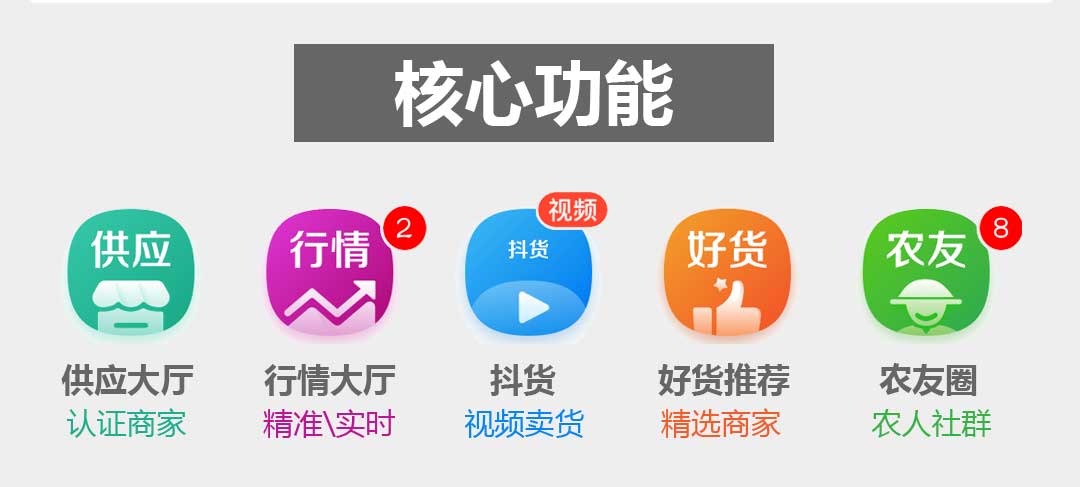 核心功能
视频
供应
行情
2
抖货
好货
农友
8
供应大厅
行情大厅
抖货
好货推荐
农友圈
认证商家
精准\实时
视频卖货
精选商家
农人社群